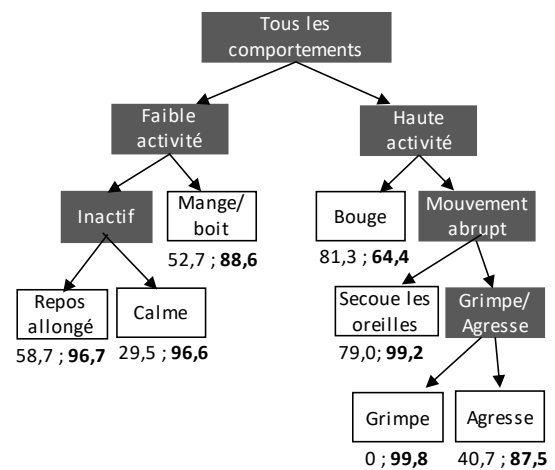 Tous les
comportements
Faible
activité
Haute
activité
Inactif
Mange/
boit
52,7 ; 88,6
Bouge
81,3 ; 64,4
Mouvement
abrupt
Repos
allongé
58,7 ; 96,7
Calme
29,5 ; 96,6
Secoue les
oreilles
79,0; 99,2
Grimpe/
Agresse
Grimpe
0 ; 99,8
Agresse
40,7 ; 87,5